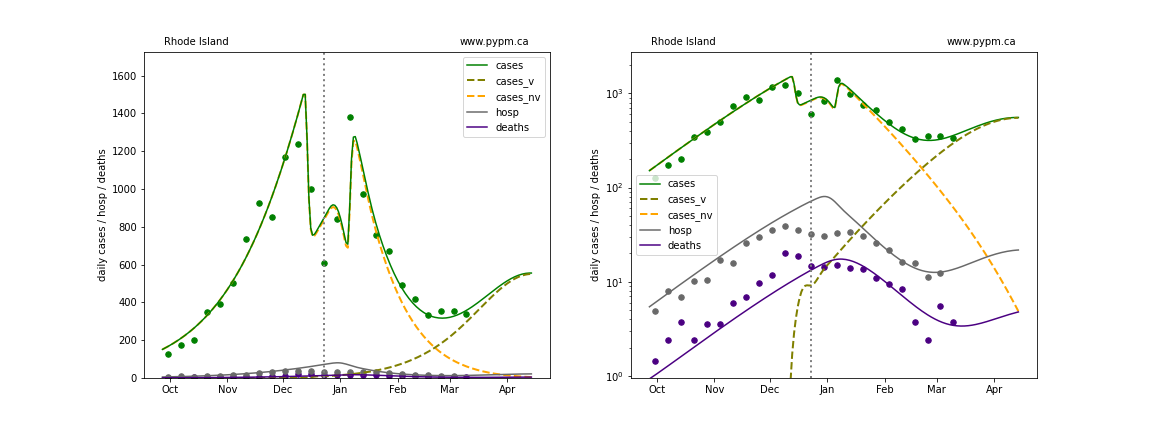 Rhode Island www.pypm.ca
daily cases / hosp / deaths
1600
1400
1200
1000
800
600
400
200
0
cases
cases_v
cases_nv
hosp
deaths
Oct Nov Dec Jan Feb Mar Apr
Rhode Island www.pypm.ca
daily cases / hosp / deaths
10³
10²
10¹
10⁰
cases
cases_v
cases_nv
hosp
deaths
Oct Nov Dec Jan Feb Mar Apr